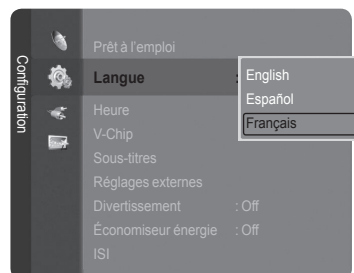 Configuration
Prêt à l'emploi
Langue :
English
Español
Français
Heure
V-Chip
Sous-titres
Réglages externes
Divertissement : Off
Économiseur énergie : Off
ISI